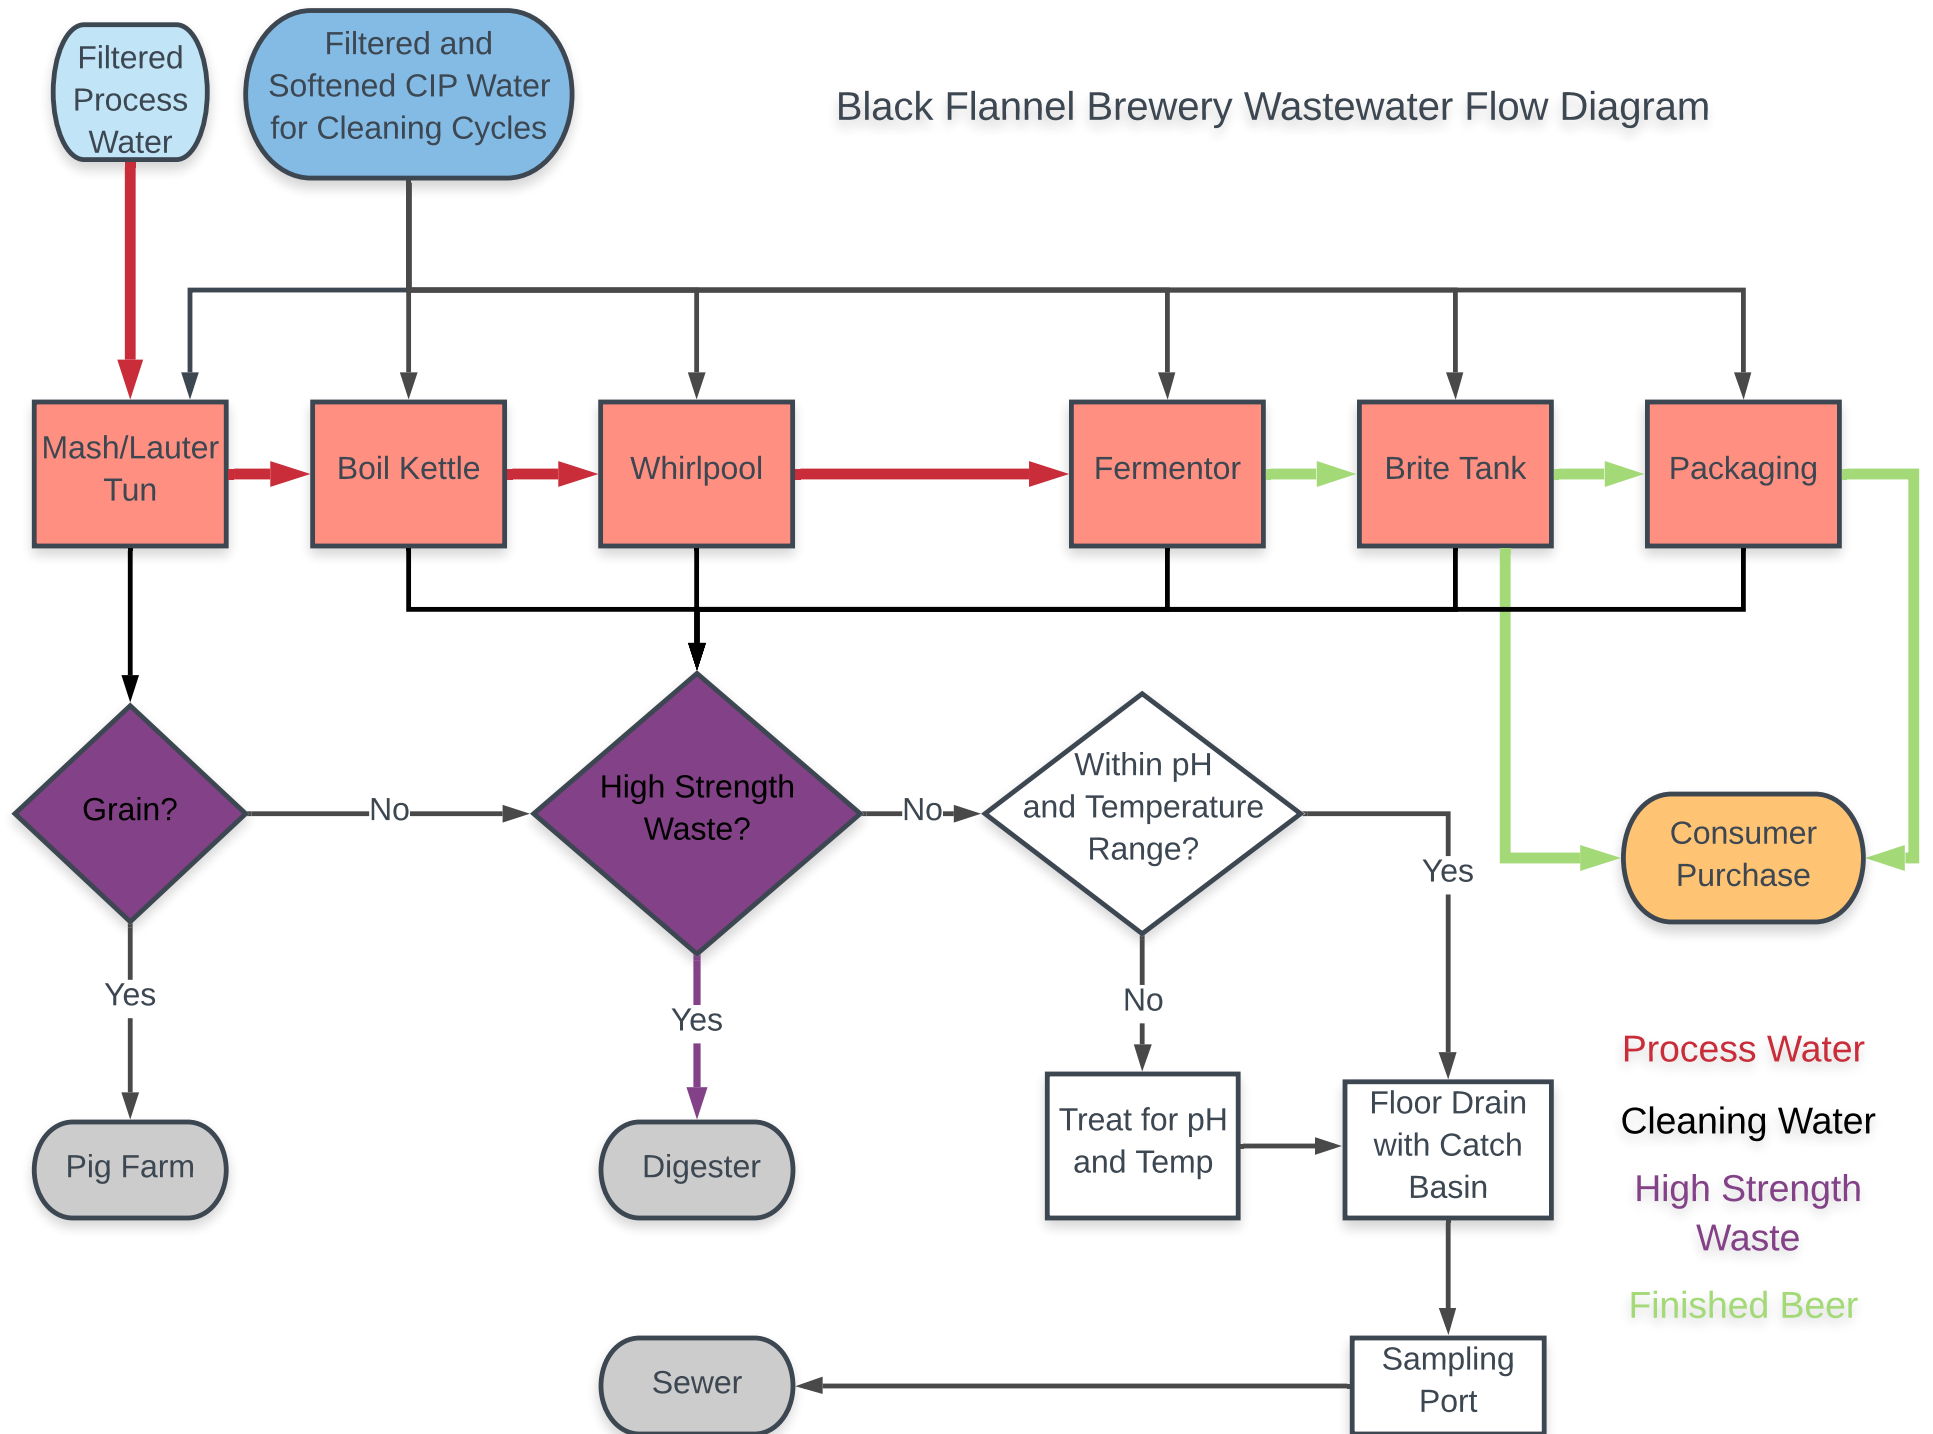 Filtered
Process
Water
Filtered and
Softened CIP Water
for Cleaning Cycles
Black Flannel Brewery Wastewater Flow Diagram
Mash/Lauter
Tun
Boil Kettle
Whirlpool
Fermentor
Brite Tank
Packaging
Grain?
No
High Strength
Waste?
No
Within pH
and Temperature
Range?
Yes
Consumer
Purchase
Yes
Yes
No
Pig Farm
Digester
Treat for pH
and Temp
Floor Drain
with Catch
Basin
Process Water
Cleaning Water
High Strength
Waste
Finished Beer
Sewer
Sampling
Port